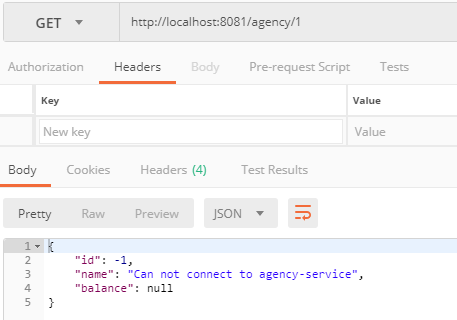 GET http://localhost:8081/agency/1
Authorization Headers Body Pre-request Script Tests
Key Value
New key Value
Body Cookies Headers (4) Test Results
Pretty Raw Preview JSON
1 {
2 "id": -1,
3 "name": "Can not connect to agency-service",
4 "balance": null
5 }